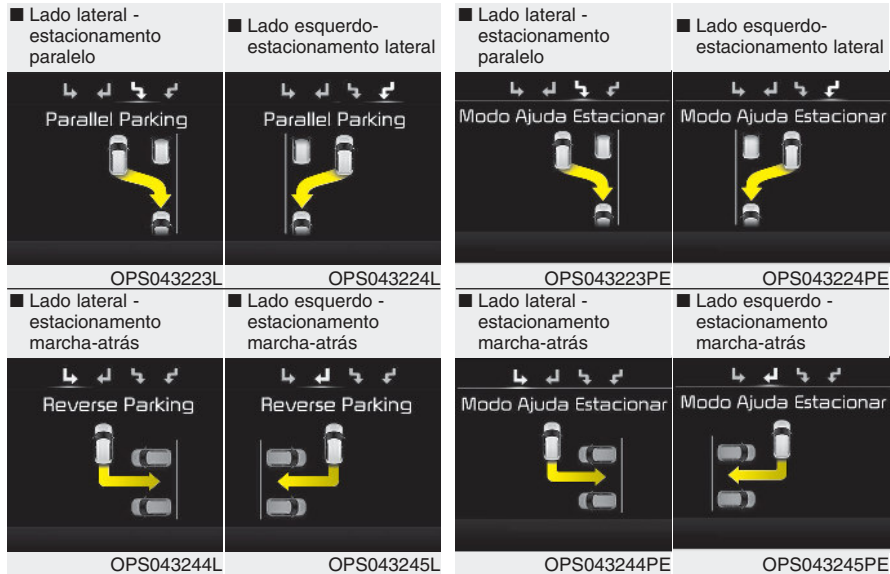 ■ Lado lateral -
estacionamento
paralelo
■ Lado esquerdo-
estacionamento lateral
Parallel Parking
Parallel Parking
OPS043223L
OPS043224L
■ Lado lateral -
estacionamento
marcha-atrás
■ Lado esquerdo -
estacionamento
marcha-atrás
Reverse Parking
Reverse Parking
OPS043244L
OPS043245L
■ Lado lateral -
estacionamento
paralelo
■ Lado esquerdo-
estacionamento lateral
Modo Ajuda Estacionar
Modo Ajuda Estacionar
OPS043223PE
OPS043224PE
■ Lado lateral -
estacionamento
marcha-atrás
■ Lado esquerdo -
estacionamento
marcha-atrás
Modo Ajuda Estacionar
Modo Ajuda Estacionar
OPS043244PE
OPS043245PE